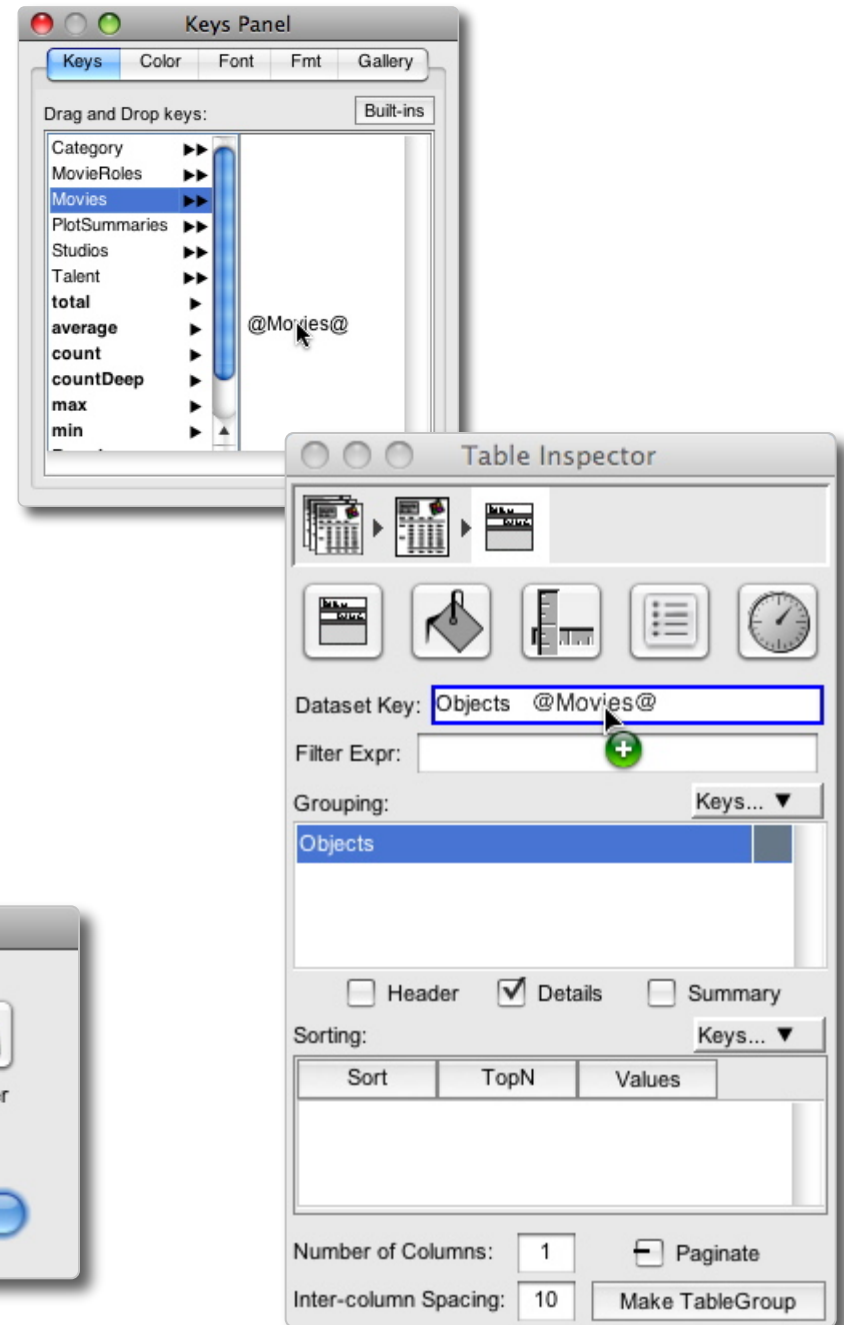 Keys Panel
Keys Color Font Fmt Gallery
Drag and Drop keys: Built-ins
Category
MovieRoles
Movies
PlotSummaries
Studios
Talent
total
average @Movies@
count
countDeep
max
min
Table Inspector
Dataset Key: Objects @Movies@
Filter Expr:
Grouping: Keys... ▼
Objects
Header Details Summary
Sorting: Keys... ▼
Sort TopN Values
Number of Columns: 1 Paginate
Inter-column Spacing: 10 Make TableGroup